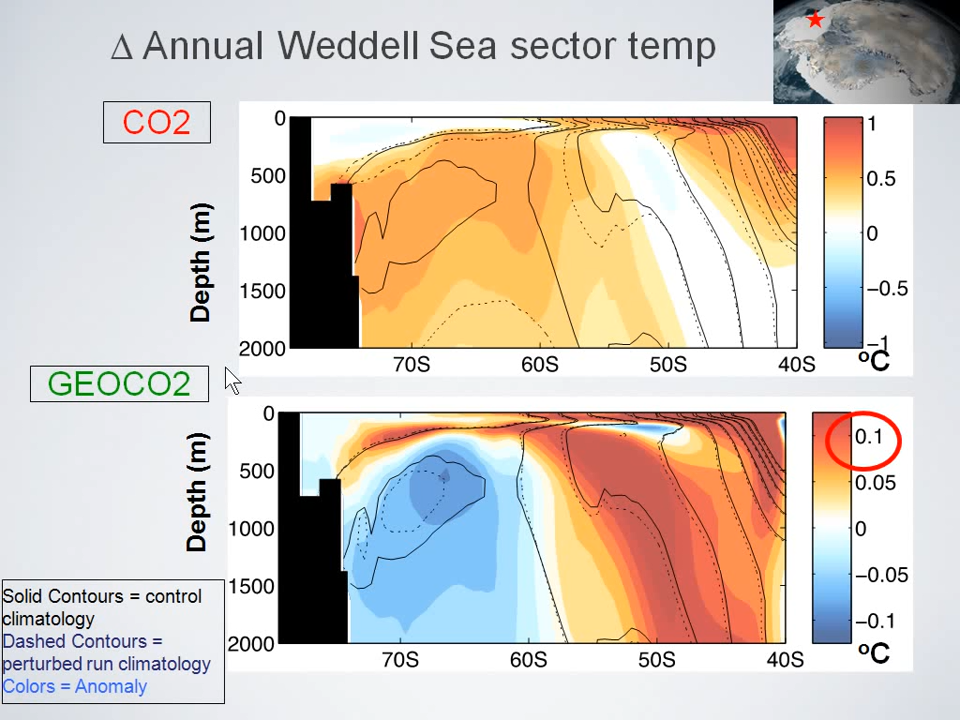 Δ Annual Weddell Sea sector temp
CO2
Depth (m)
0
500
1000
1500
2000
70S
60S
50S
40S
1
0.5
0
−0.5
−1
°C
GEOCO2
Depth (m)
0
500
1000
1500
2000
70S
60S
50S
40S
0.1
0.05
0
−0.05
−0.1
°C
Solid Contours = control
climatology
Dashed Contours =
perturbed run climatology
Colors = Anomaly